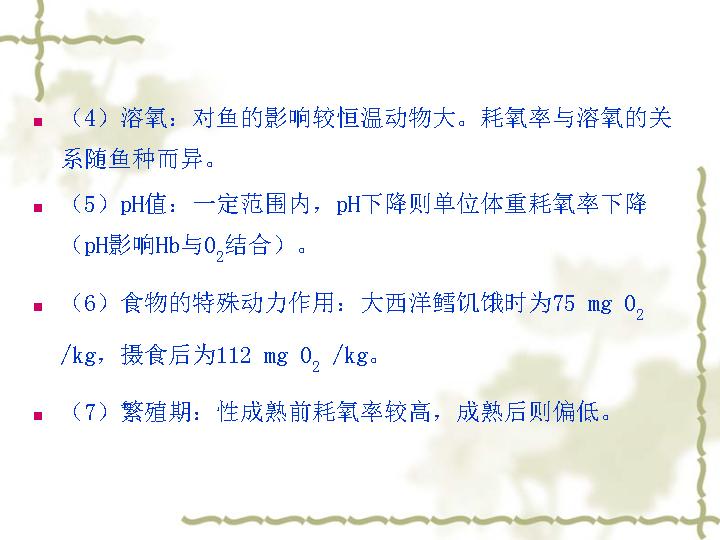 （4）溶氧：对鱼的影响较恒温动物大。耗氧率与溶氧的关
系随鱼种而异。
（5）pH值：一定范围内，pH下降则单位体重耗氧率下降
（pH影响Hb与O2结合）。
（6）食物的特殊动力作用：大西洋鳕饥饿时为75 mg O2
/kg，摄食后为112 mg O2 /kg。
（7）繁殖期：性成熟前耗氧率较高，成熟后则偏低。